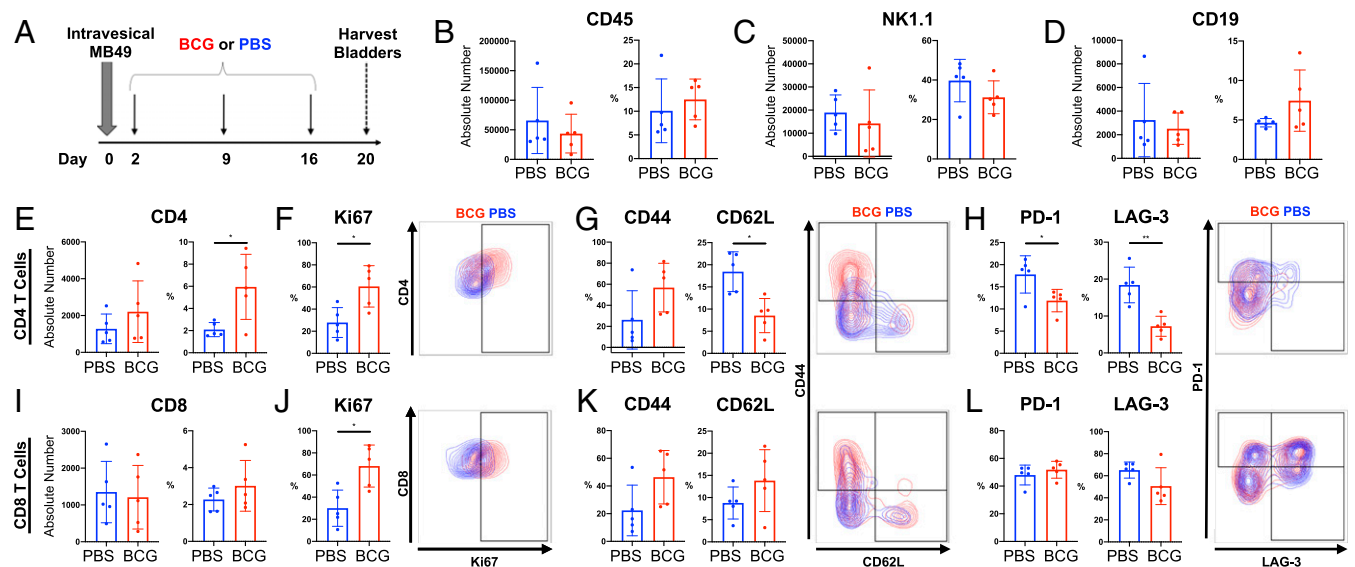 A
Intravesical
MB49
BCG or PBS
Harvest
Bladders
Day 0 2 9 16 20
B
CD45
Absolute Number
200000
150000
100000
50000
0
PBS BCG
%
25
20
15
10
5
0
PBS BCG
C
NK1.1
Absolute Number
50000
40000
30000
20000
10000
0
PBS BCG
%
60
40
20
0
PBS BCG
D
CD19
Absolute Number
10000
8000
6000
4000
2000
0
PBS BCG
%
15
10
5
0
PBS BCG
CD4 T Cells
E
CD4
Absolute Number
6000
4000
2000
0
PBS BCG
%
10
8
6
4
2
0
*
PBS BCG
F
Ki67
%
100
80
60
40
20
0
*
PBS BCG
BCG PBS
CD4
G
CD44
%
100
80
60
40
20
0
PBS BCG
CD62L
%
25
20
15
10
5
0
*
PBS BCG
BCG PBS
CD44
H
PD-1
%
25
20
15
10
5
0
*
PBS BCG
LAG-3
%
30
20
10
0
**
PBS BCG
BCG PBS
PD-1
CD8 T Cells
I
CD8
Absolute Number
3000
2000
1000
0
PBS BCG
%
6
4
2
0
PBS BCG
J
Ki67
%
100
80
60
40
20
0
*
PBS BCG
CD8
Ki67
K
CD44
%
80
60
40
20
0
PBS BCG
CD62L
%
25
20
15
10
5
0
PBS BCG
CD62L
L
PD-1
%
80
60
40
20
0
PBS BCG
LAG-3
%
100
80
60
40
20
0
PBS BCG
LAG-3